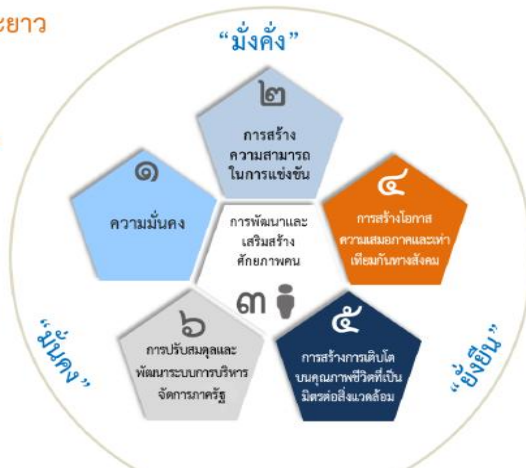 ะยาว
“มั่งคั่ง”
๒
การสร้าง
ความสามารถ
ในการแข่งขัน
๑
ความมั่นคง
๔
การสร้างโอกาส
ความเสมอภาคและเท่า
เทียมกันทางสังคม
การพัฒนาและ
เสริมสร้าง
ศักยภาพคน
๓
๖
การปรับสมดุลและ
พัฒนาระบบการบริหาร
จัดการภาครัฐ
๕
การสร้างการเติบโต
บนคุณภาพชีวิตที่เป็น
มิตรต่อสิ่งแวดล้อม
“มั่นคง”
“ยั่งยืน”